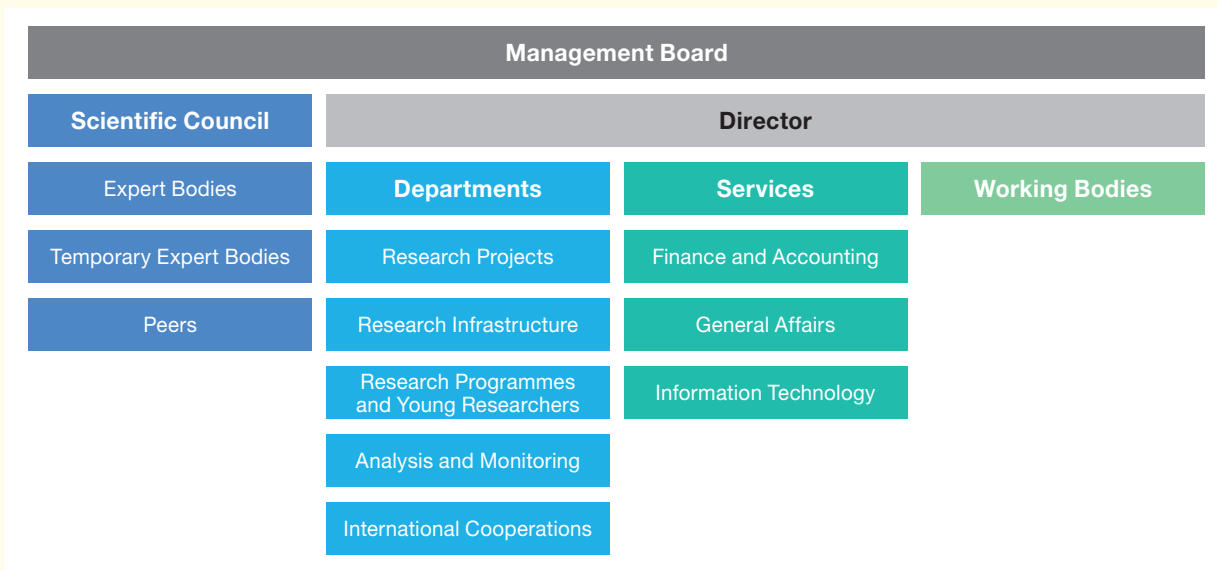 Management Board
Scientific Council
Director
Expert Bodies
Departments
Services
Working Bodies
Temporary Expert Bodies
Research Projects
Finance and Accounting
Peers
Research Infrastructure
General Affairs
Research Programmes
and Young Researchers
Information Technology
Analysis and Monitoring
International Cooperations